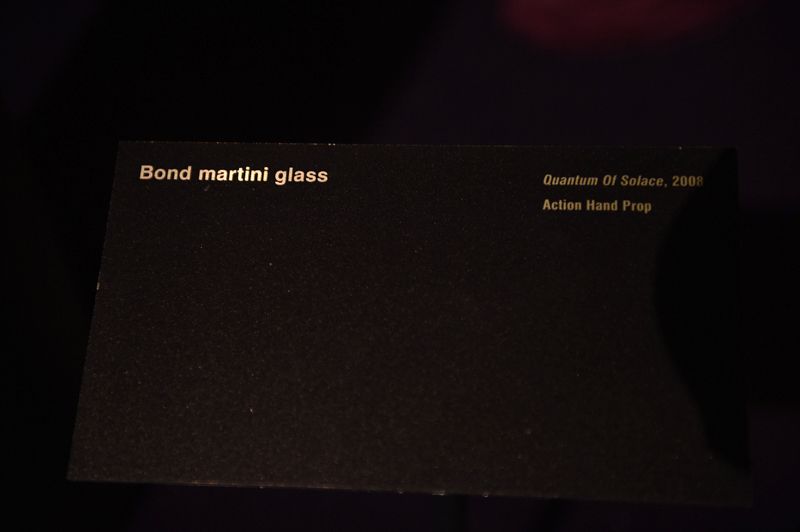 Bond martini glass
Quantum Of Solace, 2008
Action Hand Prop